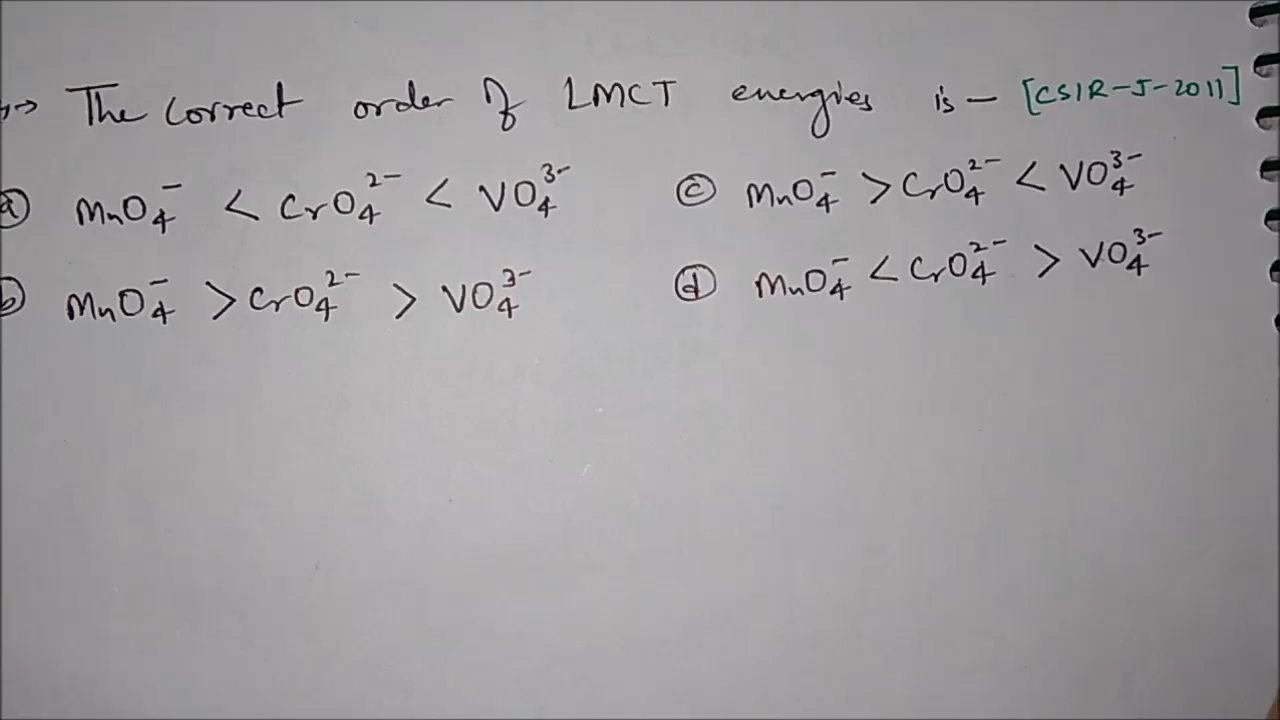 The correct order of LMCT energies is – [CSIR-J-2011]
ⓐ MnO₄⁻ < CrO₄²⁻ < VO₄³⁻
ⓑ MnO₄⁻ > CrO₄²⁻ > VO₄³⁻
ⓒ MnO₄⁻ > CrO₄²⁻ < VO₄³⁻
ⓓ MnO₄⁻ < CrO₄²⁻ > VO₄³⁻